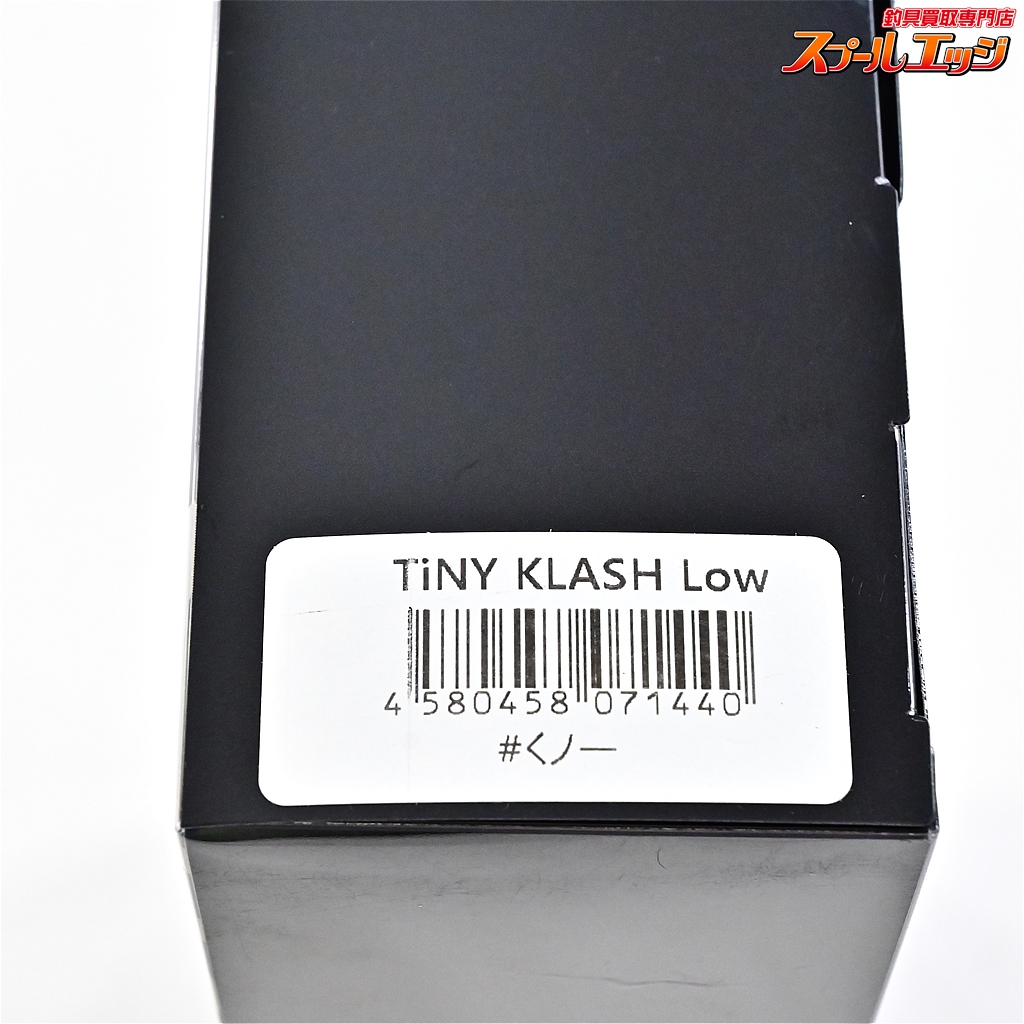 釣具買取専門店
スプールエッジ
TiNY KLASH Low
4 580458 071440
#くノ一